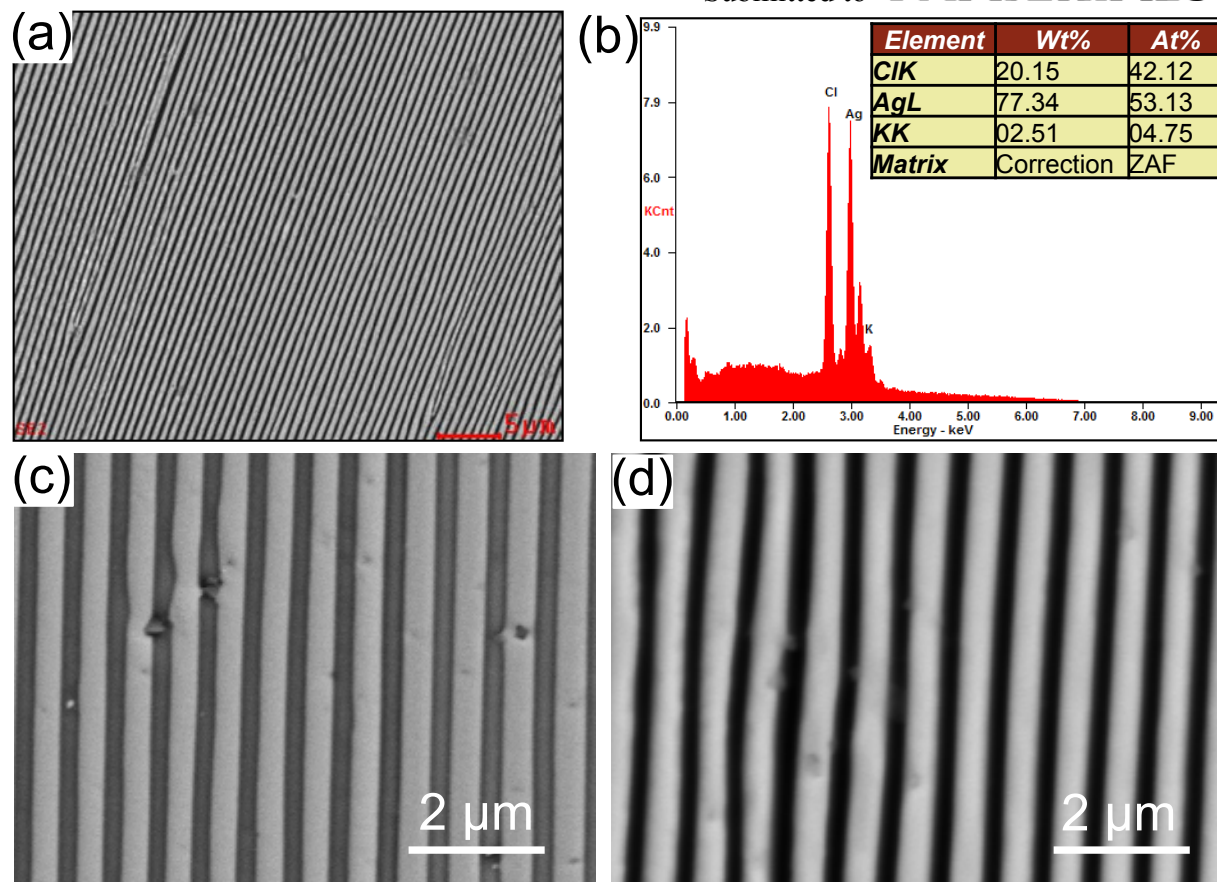 Submitted to
(a)
(b)
Element Wt% At%
ClK 20.15 42.12
AgL 77.34 53.13
KK 02.51 04.75
Matrix Correction ZAF
9.9
7.9
6.0
KCnt
4.0
2.0
0.0
Cl
Ag
K
0.00 1.00 2.00 3.00 4.00 5.00 6.00 7.00 8.00 9.00
Energy - keV
SE2
5µm
(c)
2 µm
(d)
2 µm